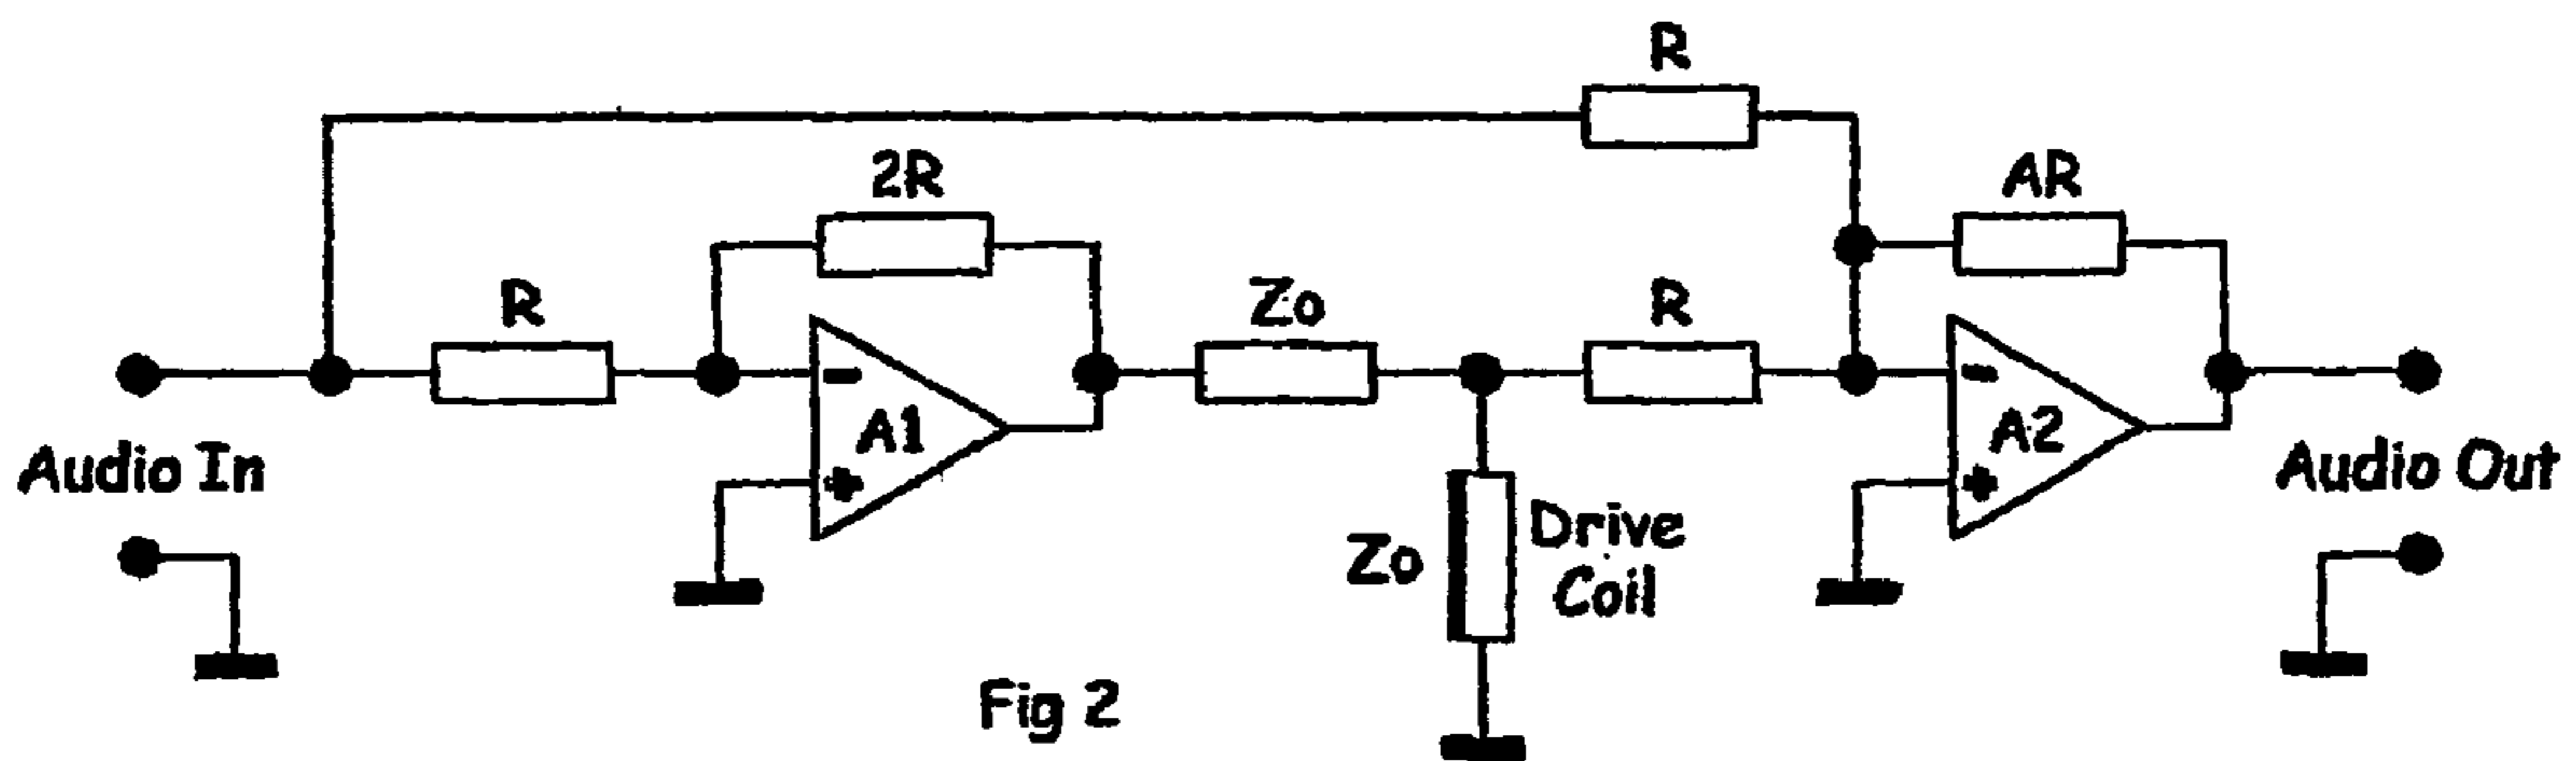 R
2R
AR
R
Zo
R
-
A1
+
-
A2
+
Audio In
Audio Out
Zo
Drive
Coil
Fig 2